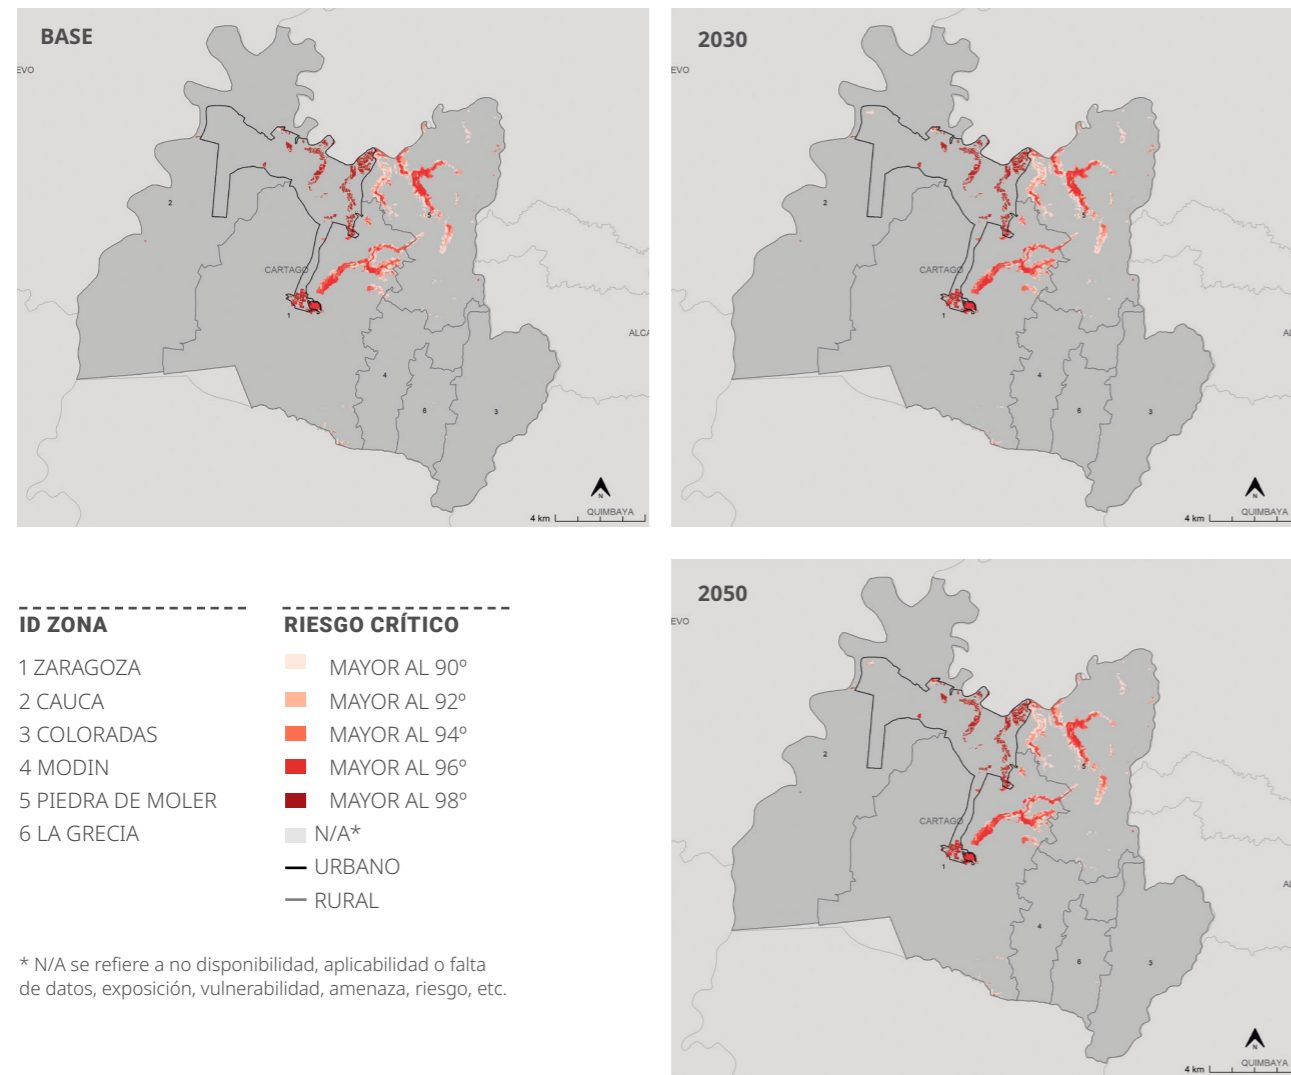 BASE
EVO
2
CARTAGO
1
5
ALCA
4
6
3
N
QUIMBAYA
4 km
2030
EVO
2
CARTAGO
1
5
AL
4
6
3
N
QUIMBAYA
4 km
ID ZONA
1 ZARAGOZA
2 CAUCA
3 COLORADAS
4 MODIN
5 PIEDRA DE MOLER
6 LA GRECIA
RIESGO CRÍTICO
MAYOR AL 90º
MAYOR AL 92º
MAYOR AL 94º
MAYOR AL 96º
MAYOR AL 98º
N/A*
URBANO
RURAL
* N/A se refiere a no disponibilidad, aplicabilidad o falta
de datos, exposición, vulnerabilidad, amenaza, riesgo, etc.
2050
EVO
2
CARTAGO
1
5
AL
4
6
3
N
QUIMBAYA
4 km